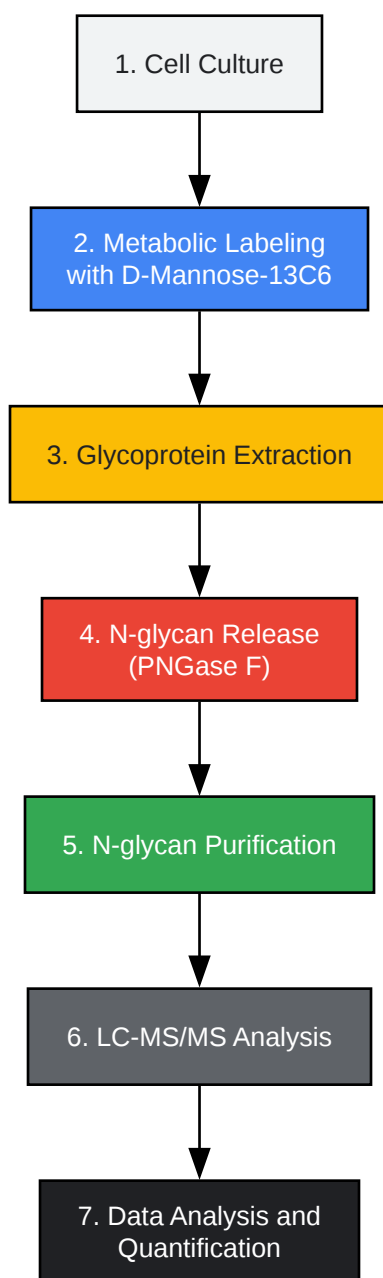 1. Cell Culture
2. Metabolic Labeling
with D-Mannose-13C6
3. Glycoprotein Extraction
4. N-glycan Release
(PNGase F)
5. N-glycan Purification
6. LC-MS/MS Analysis
7. Data Analysis and
Quantification